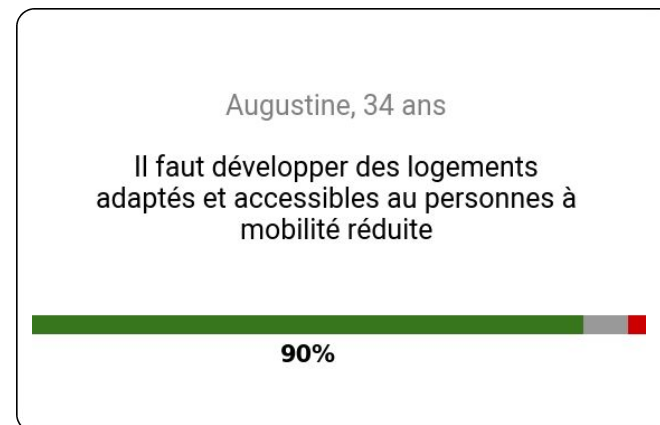 Augustine, 34 ans
Il faut développer des logements
adaptés et accessibles au personnes à
mobilité réduite
90%